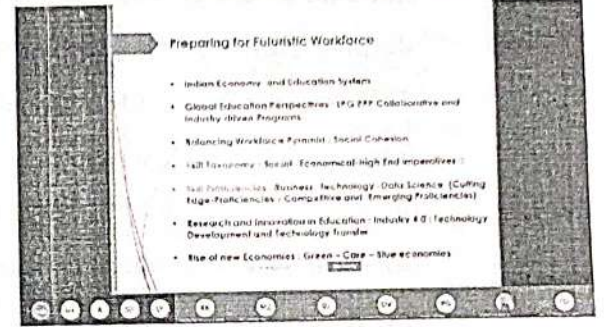 Preparing for Futuristic Workforce
• Indian Economy and Education System
• Global Education Perspectives : LPG PPP Collaborative and
Industry driven Programs
• Balancing Workforce Pyramid : Social Cohesion
• Skill Taxonomy : Social - Economical-High End imperatives
• Skill Proficiencies Business Technology Data Science (Cutting
Edge-Proficiencies - Competitive and Emerging Proficiencies)
• Research and Innovation in Education : Industry 4.0 : Technology
Development and Technology Transfer
• Rise of new Economies : Green - Care - Blue economies